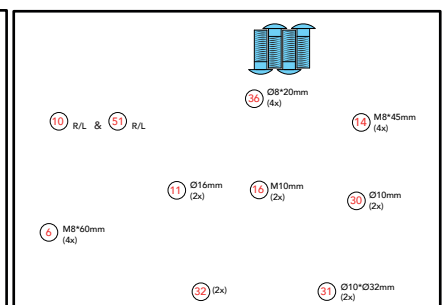 36 Ø8*20mm
(4x)
10 R/L & 51 R/L
14 M8*45mm
(4x)
11 Ø16mm
(2x)
16 M10mm
(2x)
30 Ø10mm
(2x)
6 M8*60mm
(4x)
32 (2x)
31 Ø10*Ø32mm
(2x)